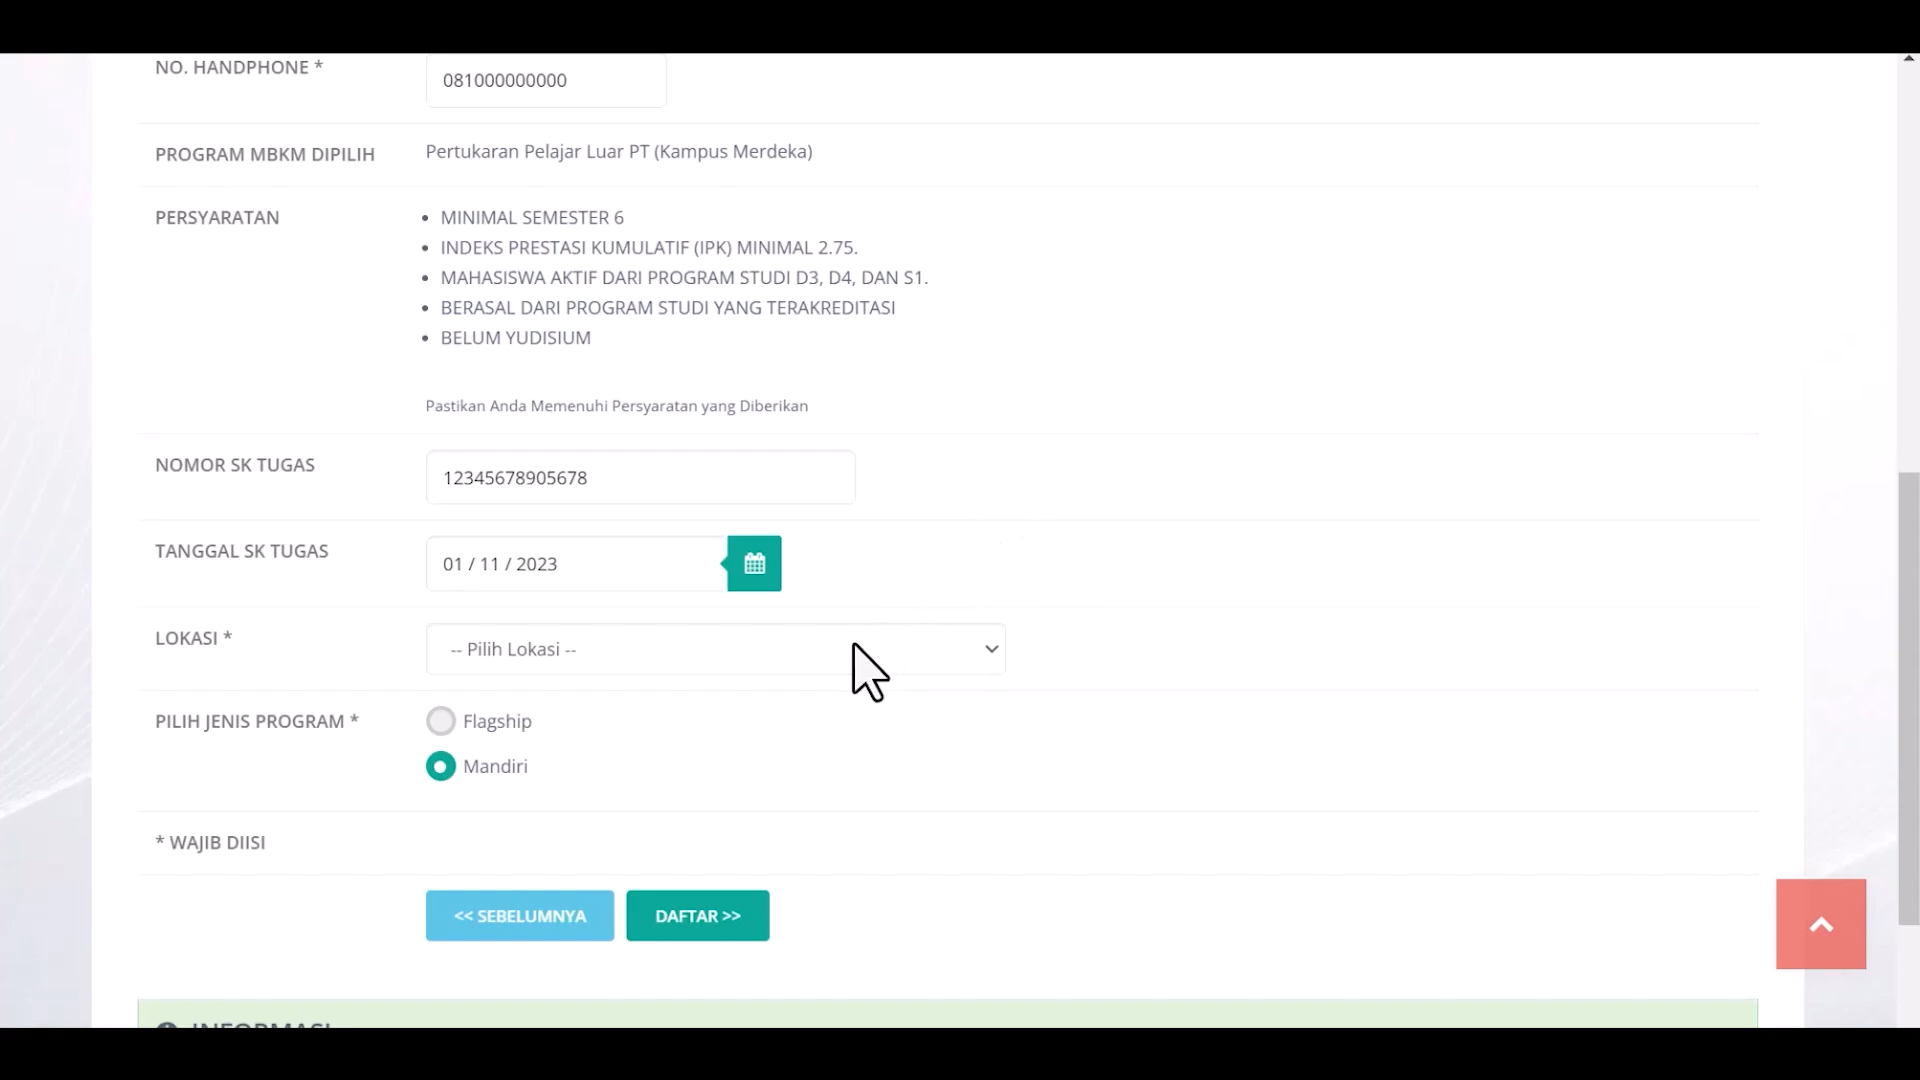 NO. HANDPHONE *
081000000000
PROGRAM MBKM DIPILIH
Pertukaran Pelajar Luar PT (Kampus Merdeka)
PERSYARATAN
• MINIMAL SEMESTER 6
• INDEKS PRESTASI KUMULATIF (IPK) MINIMAL 2.75.
• MAHASISWA AKTIF DARI PROGRAM STUDI D3, D4, DAN S1.
• BERASAL DARI PROGRAM STUDI YANG TERAKREDITASI
• BELUM YUDISIUM
Pastikan Anda Memenuhi Persyaratan yang Diberikan
NOMOR SK TUGAS
12345678905678
TANGGAL SK TUGAS
01 / 11 / 2023
LOKASI *
-- Pilih Lokasi --
PILIH JENIS PROGRAM *
Flagship
Mandiri
* WAJIB DIISI
<< SEBELUMNYA
DAFTAR >>
INFORMASI